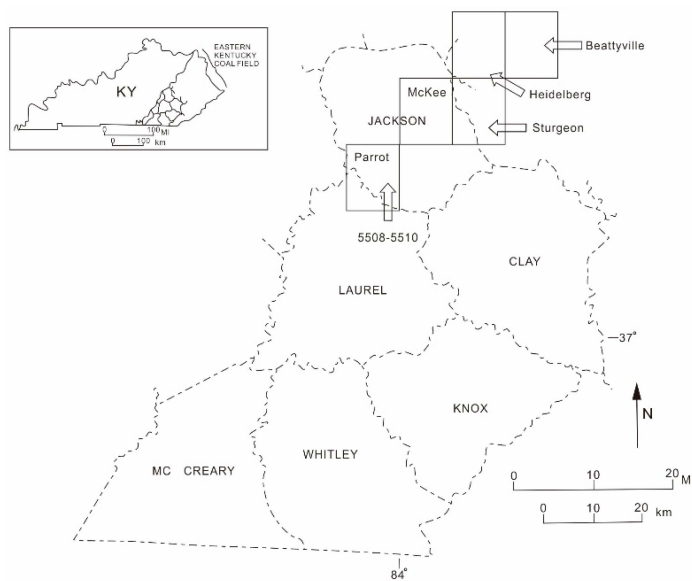 EASTERN
KENTUCKY
COAL FIELD
KY
0 100 MI
0 100
km
Beattyville
McKee
Heidelberg
JACKSON
Sturgeon
Parrot
5508-5510
CLAY
LAUREL
37°
KNOX
N
WHITLEY
MC CREARY
0 10 20 M
0 10 20 km
84°